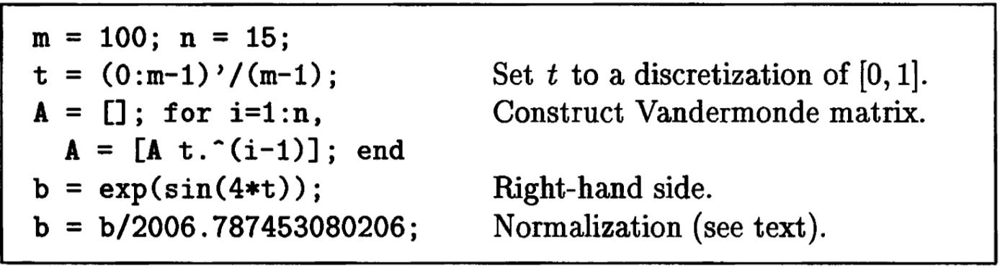 m = 100; n = 15;
t = (0:m-1)’/(m-1); Set t to a discretization of [0, 1].
A = []; for i=1:n, Construct Vandermonde matrix.
A = [A t.^(i-1)]; end
b = exp(sin(4*t)); Right-hand side.
b = b/2006.787453080206; Normalization (see text).